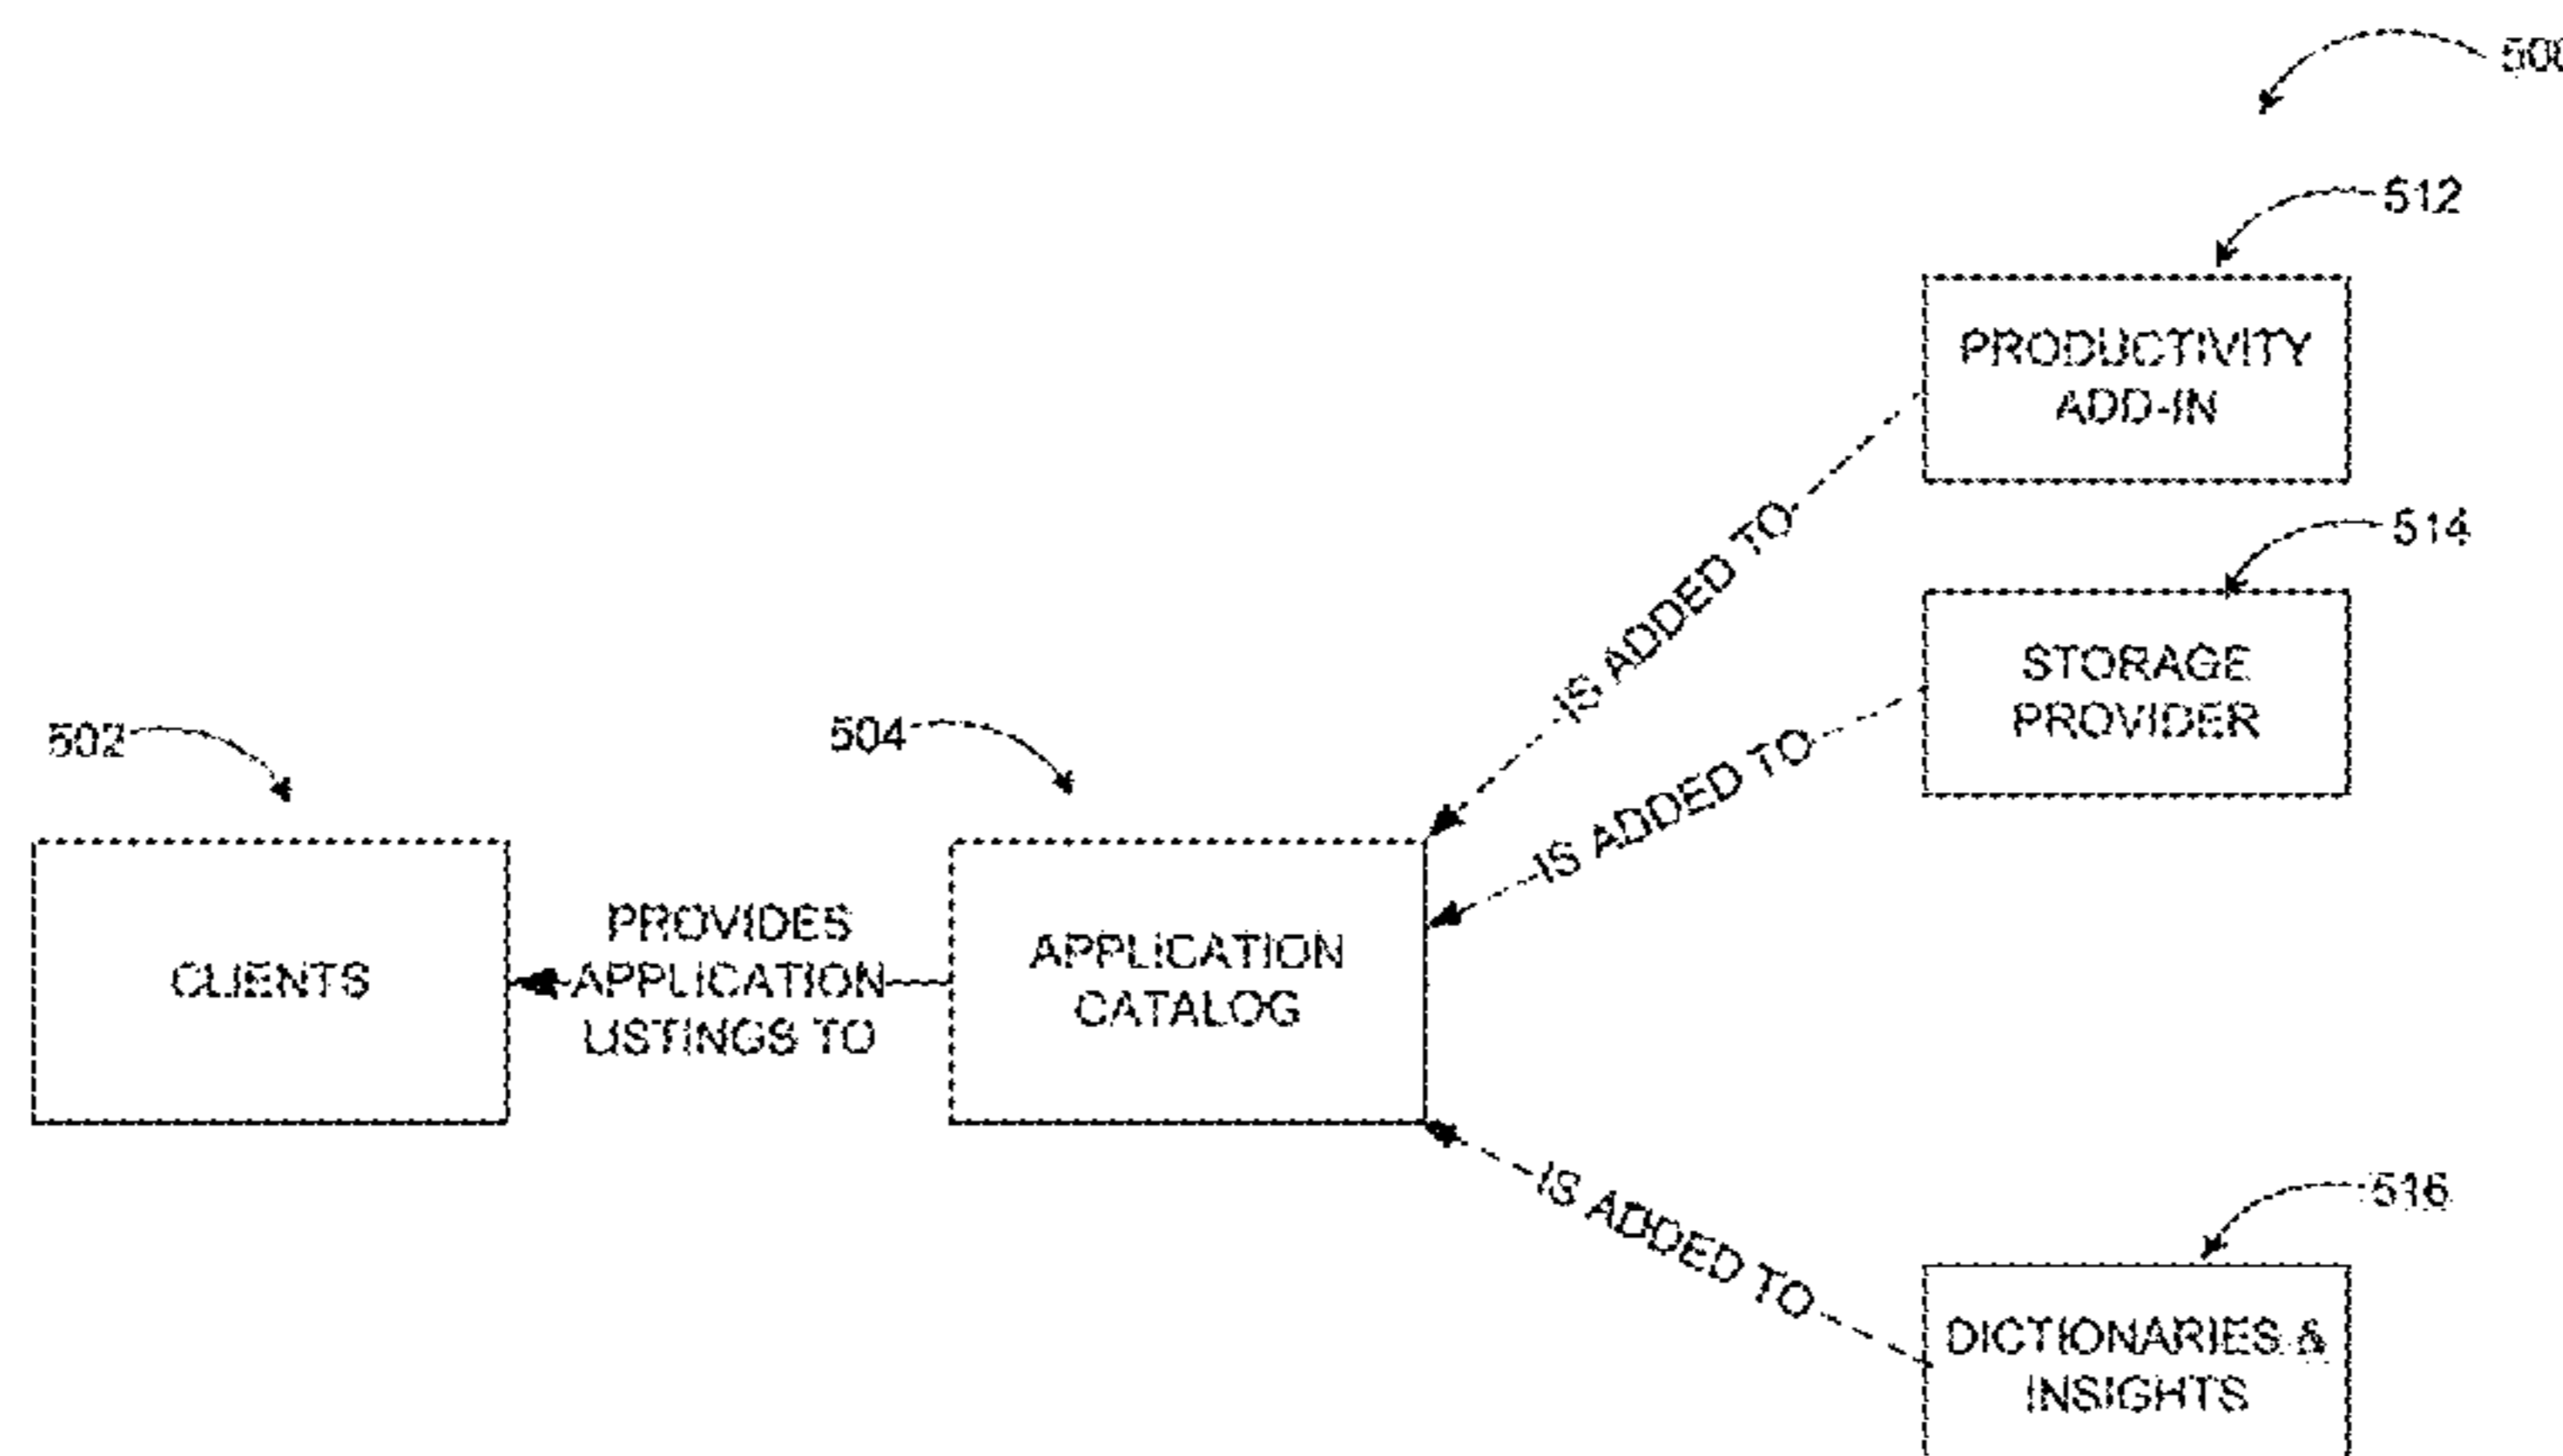 500
512
PRODUCTIVITY
ADD-IN
514
STORAGE
PROVIDER
IS ADDED TO
IS ADDED TO
502
504
CLIENTS
PROVIDES
APPLICATION
LISTINGS TO
APPLICATION
CATALOG
IS ADDED TO
516
DICTIONARIES &
INSIGHTS